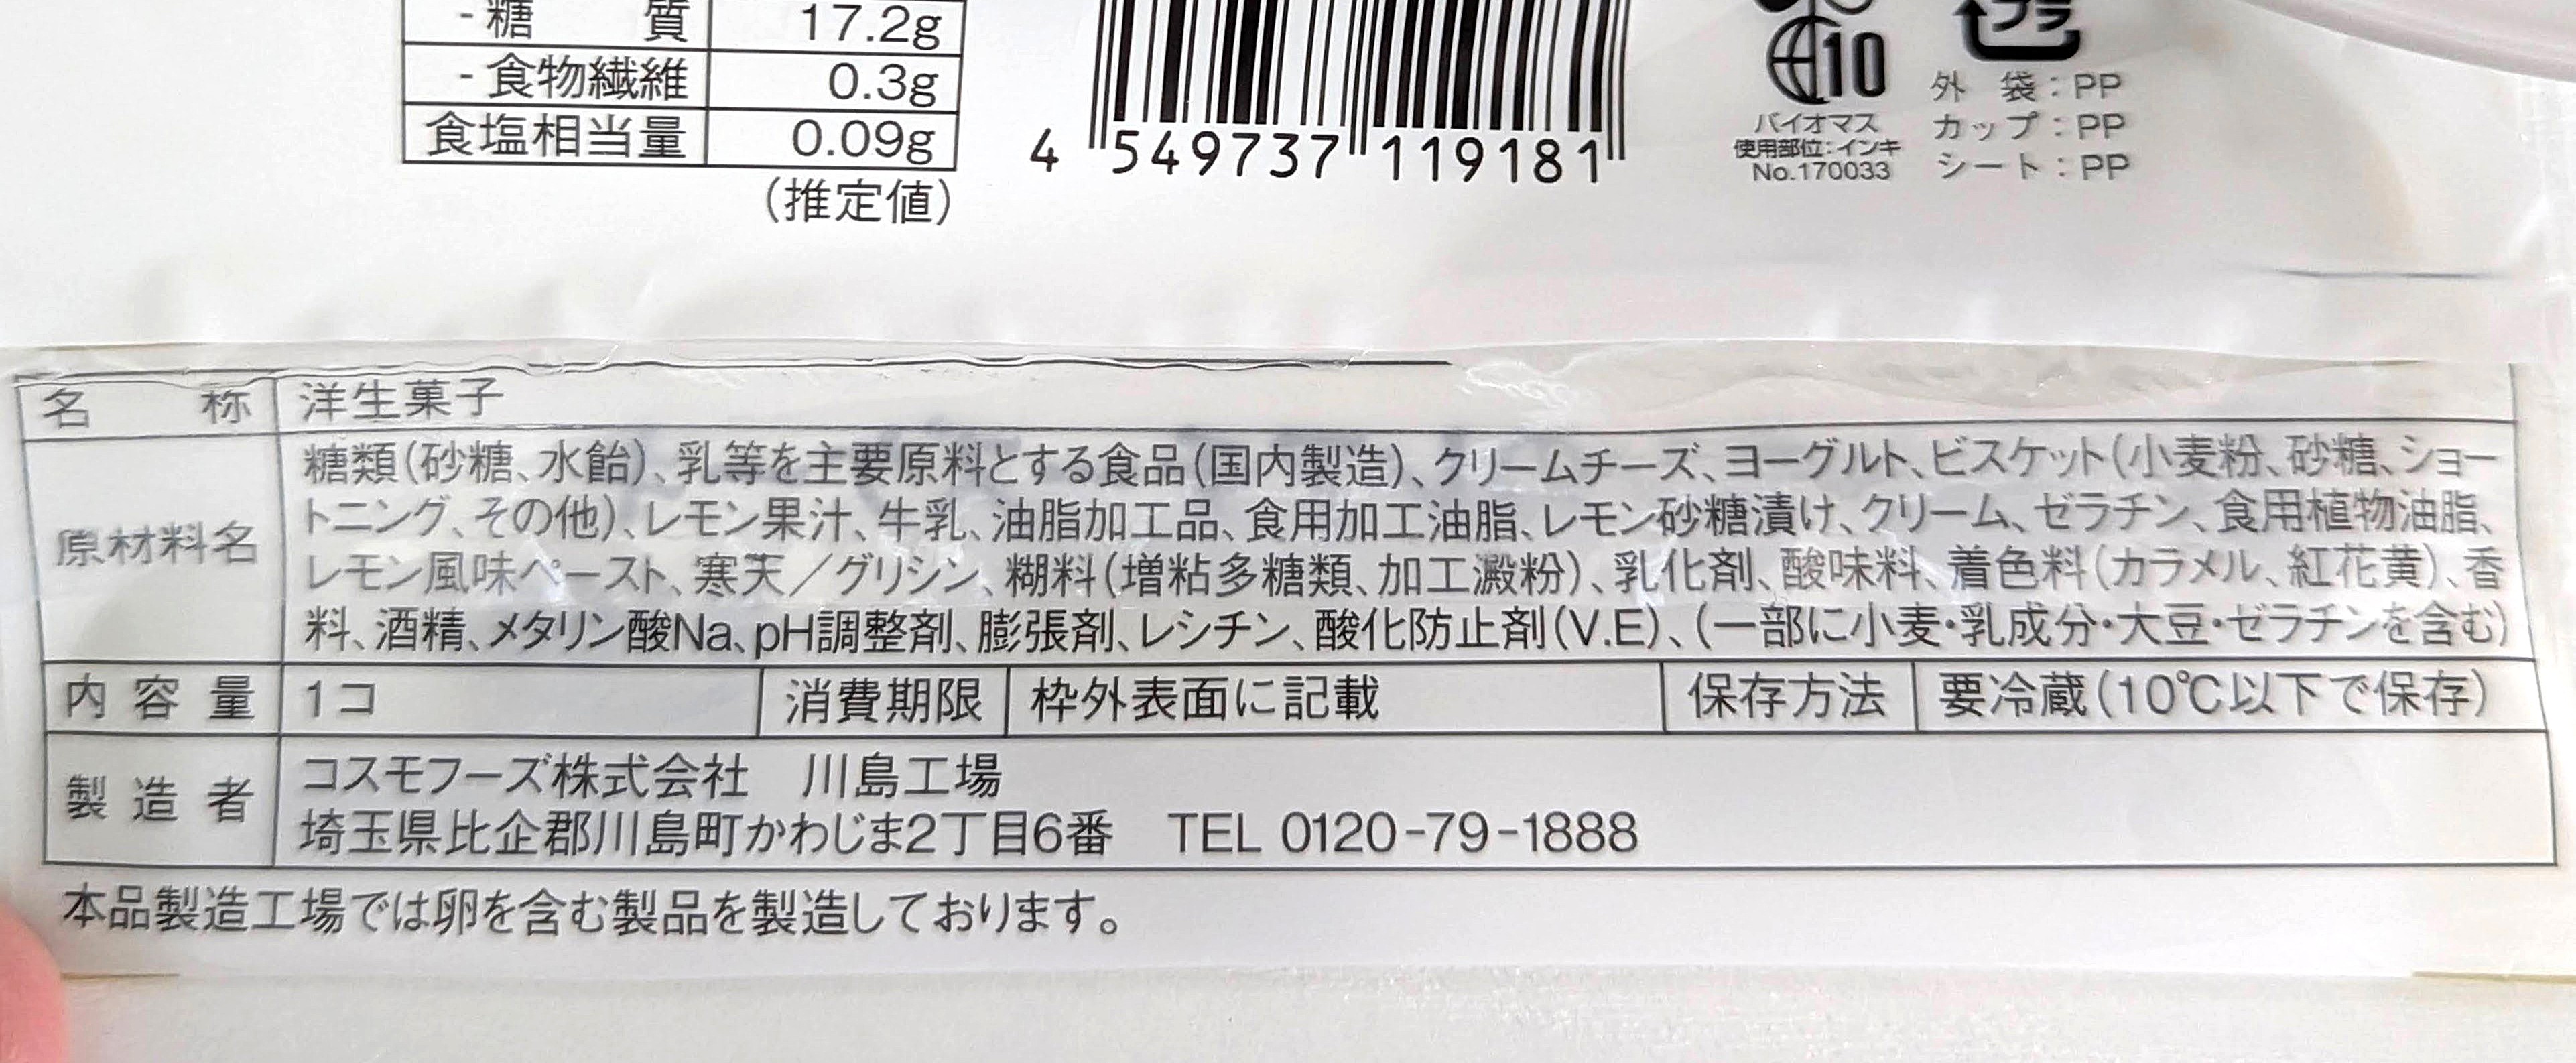 -糖 質 17.2g
-食物繊維 0.3g
食塩相当量 0.09g
(推定値)
4 549737 119181
10
バイオマス
使用部位:インキ
No.170033
プラ
外 袋:PP
カップ:PP
シート:PP
名 称 洋生菓子
原材料名 糖類(砂糖、水飴)、乳等を主要原料とする食品(国内製造)、クリームチーズ、ヨーグルト、ビスケット(小麦粉、砂糖、ショー
トニング、その他)、レモン果汁、牛乳、油脂加工品、食用加工油脂、レモン砂糖漬け、クリーム、ゼラチン、食用植物油脂、
レモン風味ペースト、寒天/グリシン、糊料(増粘多糖類、加工澱粉)、乳化剤、酸味料、着色料(カラメル、紅花黄)、香
料、酒精、メタリン酸Na、pH調整剤、膨張剤、レシチン、酸化防止剤(V.E)、(一部に小麦・乳成分・大豆・ゼラチンを含む)
内容量 1コ 消費期限 枠外表面に記載 保存方法 要冷蔵(10℃以下で保存)
製造者 コスモフーズ株式会社 川島工場
埼玉県比企郡川島町かわじま2丁目6番 TEL 0120-79-1888
本品製造工場では卵を含む製品を製造しております。